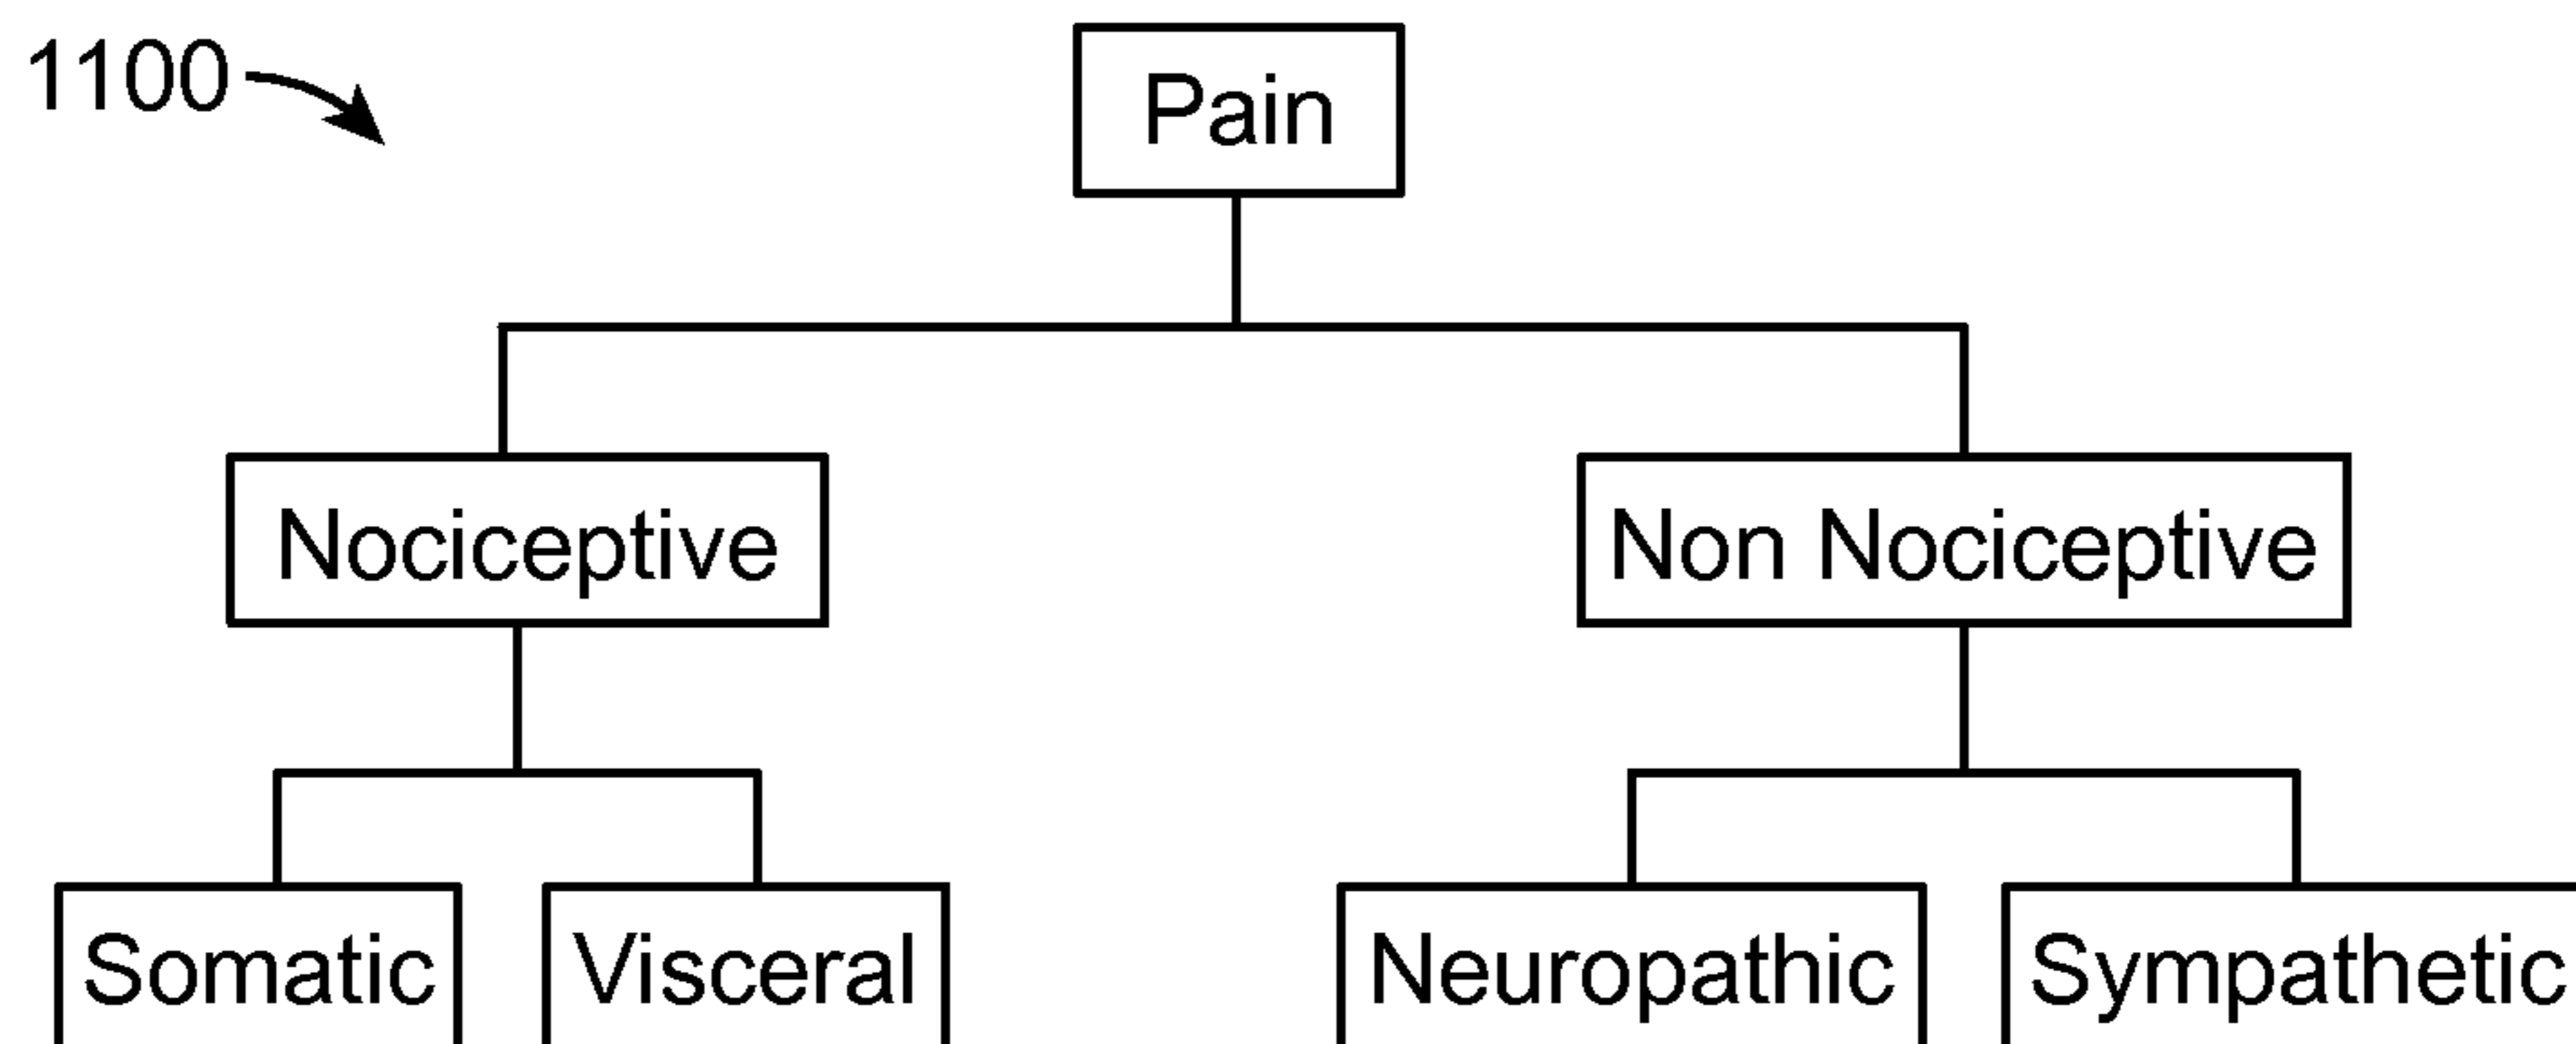 1100
Pain
Nociceptive
Non Nociceptive
Somatic
Visceral
Neuropathic
Sympathetic